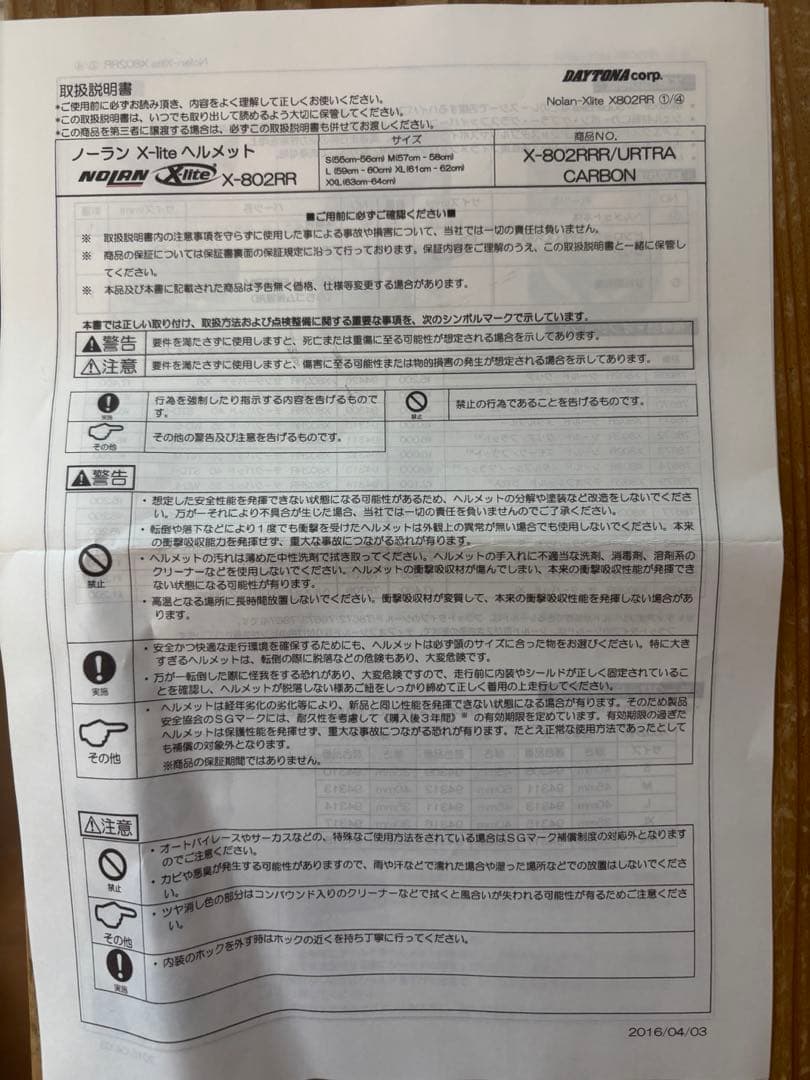 取扱説明書
DAYTONA corp.
*ご使用前に必ずお読み頂き、内容をよく理解して正しくお使いください。
Nolan-Xlite X802RR ①/④
*この取扱説明書は、いつでも取り出して読めるよう大切に保管してください。
*この商品を第三者に譲渡する場合は、必ずこの取扱説明書も併せてお渡しください。
ノーラン X-lite ヘルメット
NOLAN X-lite X-802RR
サイズ
S(55cm-56cm) M(57cm - 58cm)
L (59cm - 60cm) XL(61cm - 62cm)
XXL(63cm-64cm)
商品NO.
X-802RRR/URTRA
CARBON
■ご用前に必ずご確認ください■
※ 取扱説明書内の注意事項を守らずに使用した事による事故や損害について、当社では一切の責任は負いません。
※ 商品の保証については保証書裏面の保証規定に沿って行っております。保証内容をご理解のうえ、この取扱説明書と一緒に保管し
てください。
※ 本品及び本書に記載された商品は予告無く価格、仕様等変更する場合があります。
本書では正しい取り付け、取扱方法および点検整備に関する重要な事項を、次のシンボルマークで示しています。
警告 要件を満たさずに使用しますと、死亡または重傷に至る可能性が想定される場合を示してあります。
注意 要件を満たさずに使用しますと、傷害に至る可能性または物的損害の発生が想定される場合を示してあります。
実施 行為を強制したり指示する内容を告げるもので
す。
禁止 禁止の行為であることを告げるものです。
その他 その他の警告及び注意を告げるものです。
警告
禁止
・想定した安全性能を発揮できない状態になる可能性があるため、ヘルメットの分解や塗装など改造をしないでくださ
い。万が一それにより不具合が生じた場合、当社では一切の責任を負いませんのでご了承ください。
・転倒や落下などにより1度でも衝撃を受けたヘルメットは外観上の異常が無い場合でも使用しないでください。本来
の衝撃吸収能力を発揮せず、重大な事故につながる恐れが有ります。
・ヘルメットの汚れは薄めた中性洗剤で拭き取ってください。ヘルメットの手入れに不適当な洗剤、消毒剤、溶剤系の
クリーナーなどを使用しないでください。ヘルメットの衝撃吸収材が傷んでしまい、本来の衝撃吸収性能が発揮でき
ない状態になる可能性が有ります。
・高温となる場所に長時間放置しないでください。衝撃吸収材が変質して、本来の衝撃吸収性能を発揮しない場合があ
ります。
実施
・安全かつ快適な走行環境を確保するためにも、ヘルメットは必ず頭のサイズに合った物をお選びください。特に大き
すぎるヘルメットは、転倒の際に脱落などの危険もあり、大変危険です。
・万が一転倒した際に怪我をする恐れがあり、大変危険ですので、走行前に内装やシールドが正しく固定されているこ
とを確認し、ヘルメットが脱落しない様あご紐をしっかり締めて正しく着用の上走行してください。
その他
・ヘルメットは経年劣化の劣化等により、新品と同じ性能を発揮できない状態になる場合が有ります。そのため製品
安全協会のSGマークには、耐久性を考慮して《購入後3年間》※ の有効期限を定めています。有効期限の過ぎた
ヘルメットは保護性能を発揮せず、重大な事故につながる恐れが有ります。たとえ正常な使用方法であったとして
も補償の対象外となります。
※商品の保証期間ではありません。
注意
禁止
・オートバイレースやサーカスなどの、特殊なご使用方法をされている場合はSGマーク補償制度の対応外となります
のでご注意ください。
・カビや悪臭が発生する可能性がありますので、雨や汗などで濡れた場合や湿った場所などでの放置はしないでくださ
い。
その他
・ツヤ消し色の部分はコンパウンド入りのクリーナーなどで拭くと風合いが失われる可能性が有るためご注意くださ
い。
実施
・内装のホックを外す時はホックの近くを持ち丁寧に行ってください。
2016/04/03